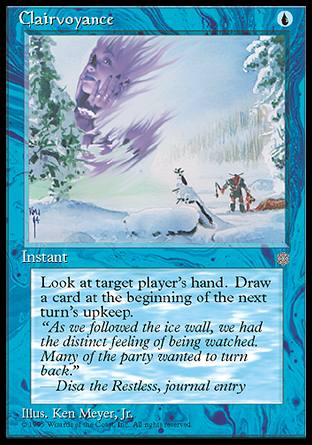 Clairvoyance
Instant
Look at target player's hand. Draw
a card at the beginning of the next
turn's upkeep.
“As we followed the ice wall, we had
the distinct feeling of being watched.
Many of the party wanted to turn
back.”
Disa the Restless, journal entry
Illus. Ken Meyer, Jr.
© 1995 Wizards of the Coast, Inc. All rights reserved.